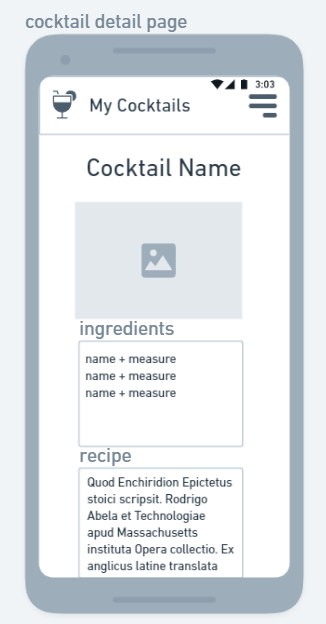 cocktail detail page
3:03
My Cocktails
Cocktail Name
ingredients
name + measure
name + measure
name + measure
recipe
Quod Enchiridion Epictetus
stoici scripsit. Rodrigo
Abela et Technologiae
apud Massachusetts
instituta Opera collectio. Ex
anglicus latine translata